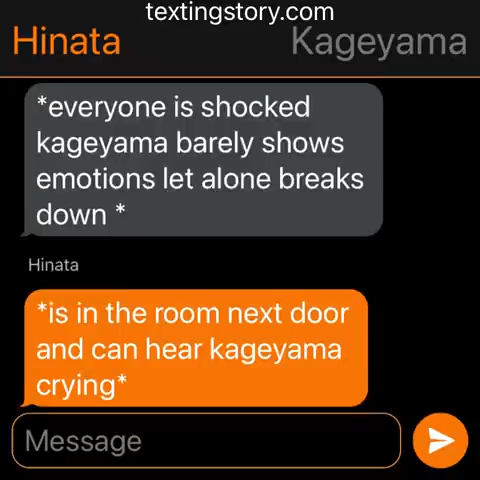 textingstory.com
Hinata Kageyama
*everyone is shocked
kageyama barely shows
emotions let alone breaks
down *
Hinata
*is in the room next door
and can hear kageyama
crying*
Message